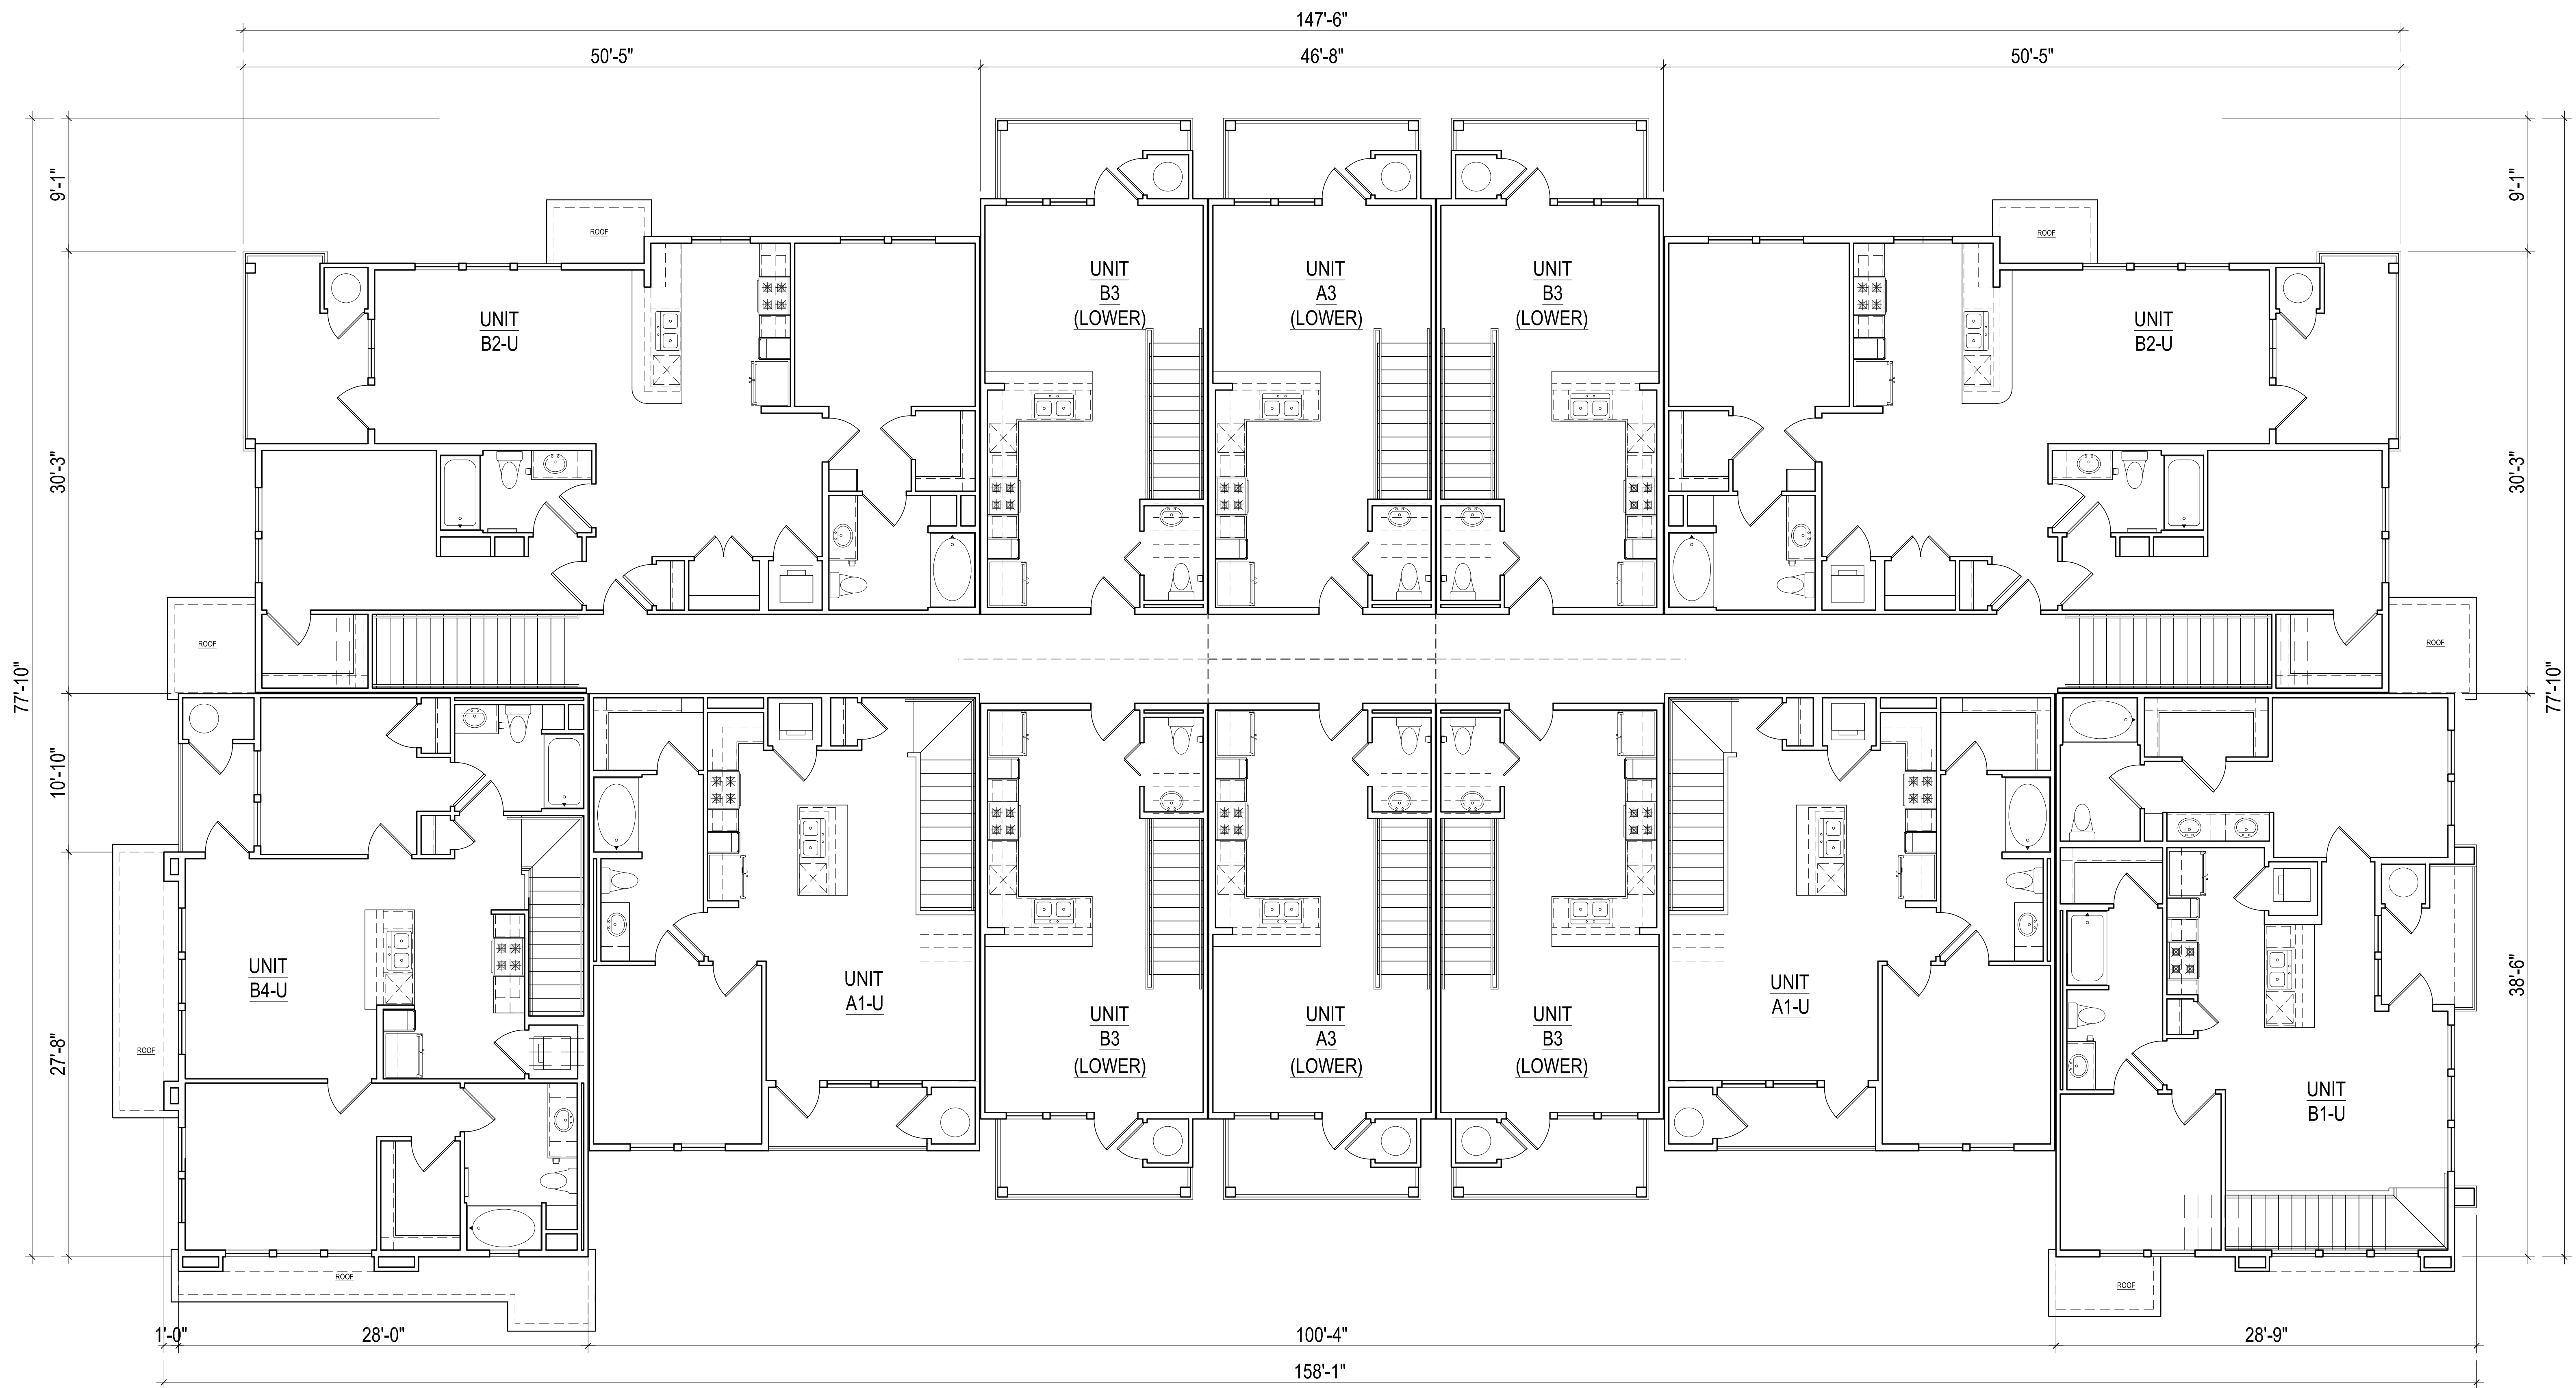 147'-6"
50'-5"
46'-8"
50'-5"
9'-1"
9'-1"
ROOF
ROOF
UNIT
B3
(LOWER)
UNIT
A3
(LOWER)
UNIT
B3
(LOWER)
UNIT
B2-U
UNIT
B2-U
30'-3"
30'-3"
ROOF
ROOF
77'-10"
77'-10"
10'-10"
UNIT
B4-U
UNIT
A1-U
UNIT
A1-U
38'-6"
UNIT
B3
(LOWER)
UNIT
A3
(LOWER)
UNIT
B3
(LOWER)
27'-8"
ROOF
UNIT
B1-U
ROOF
ROOF
1'-0"
28'-0"
100'-4"
28'-9"
158'-1"